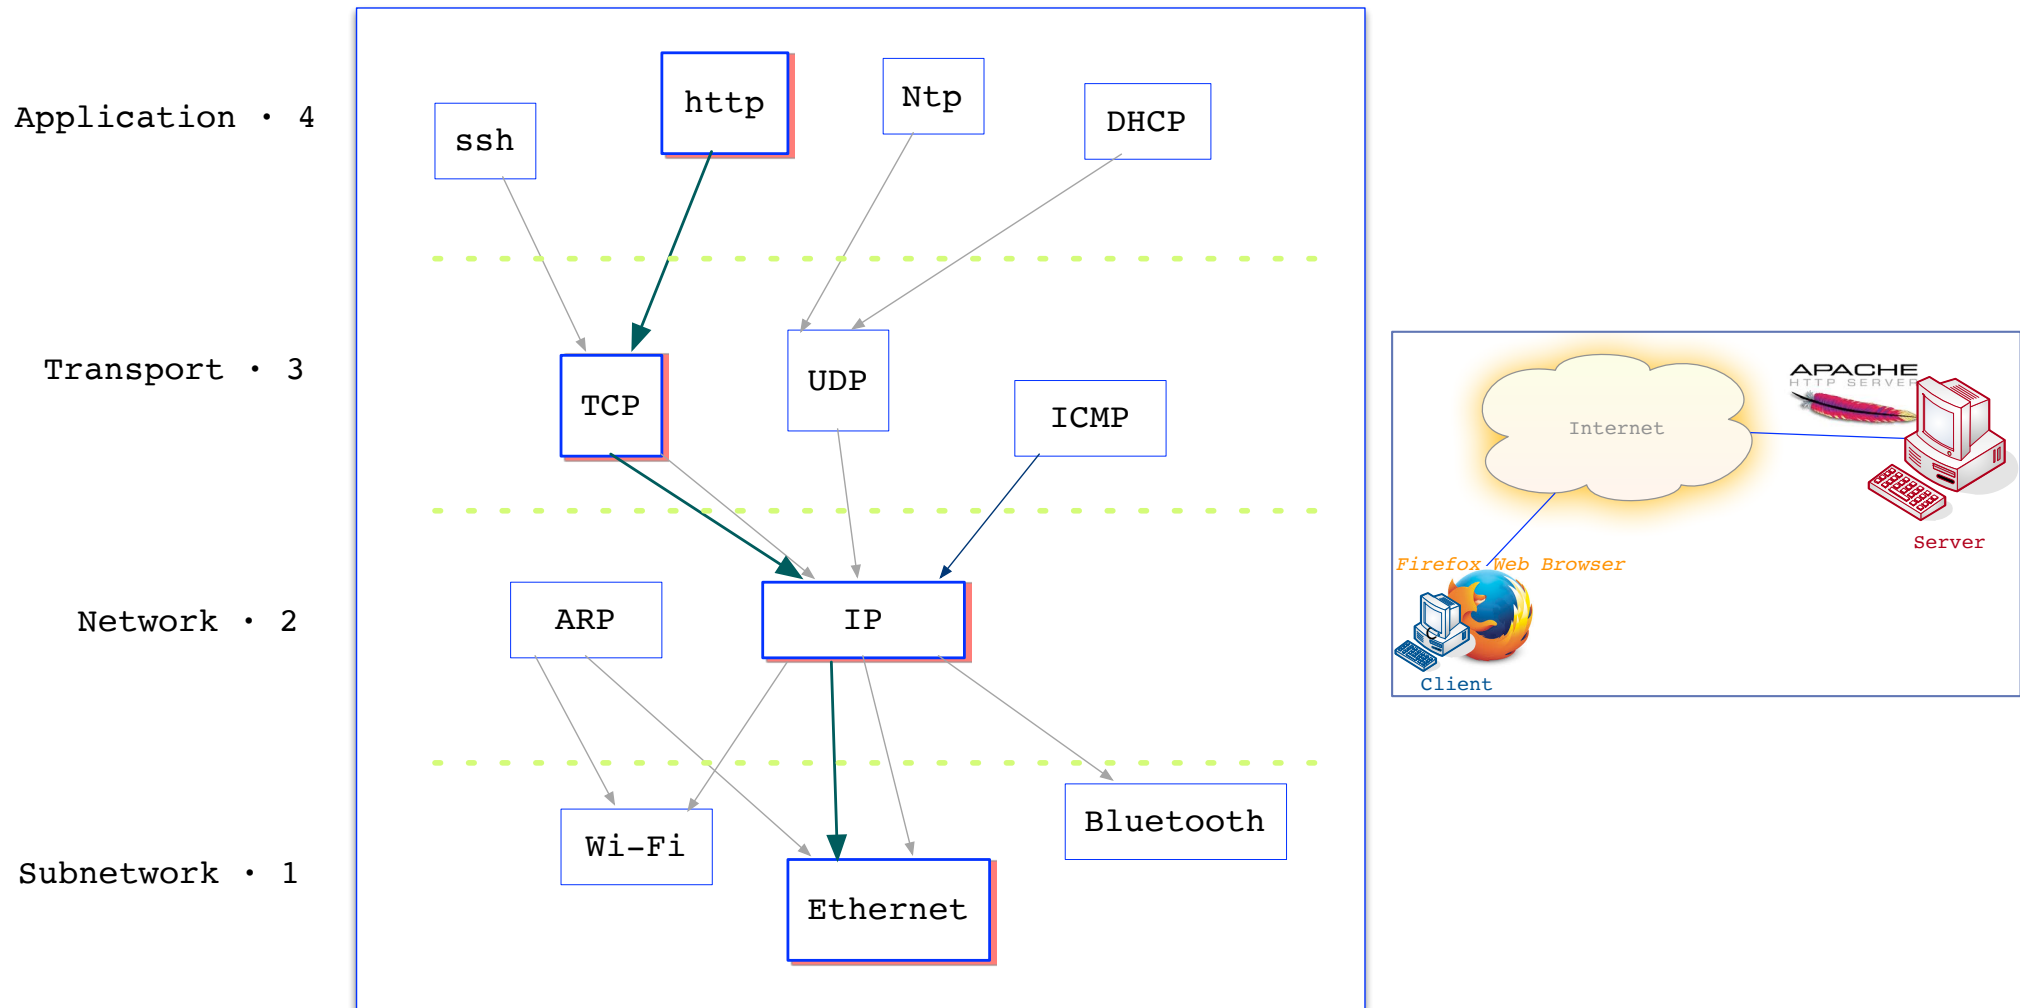 Application · 4
ssh
http
Ntp
DHCP
Transport · 3
TCP
UDP
ICMP
Network · 2
ARP
IP
Subnetwork · 1
Wi-Fi
Ethernet
Bluetooth
APACHE
HTTP SERVER
Internet
Server
Firefox Web Browser
C
Client